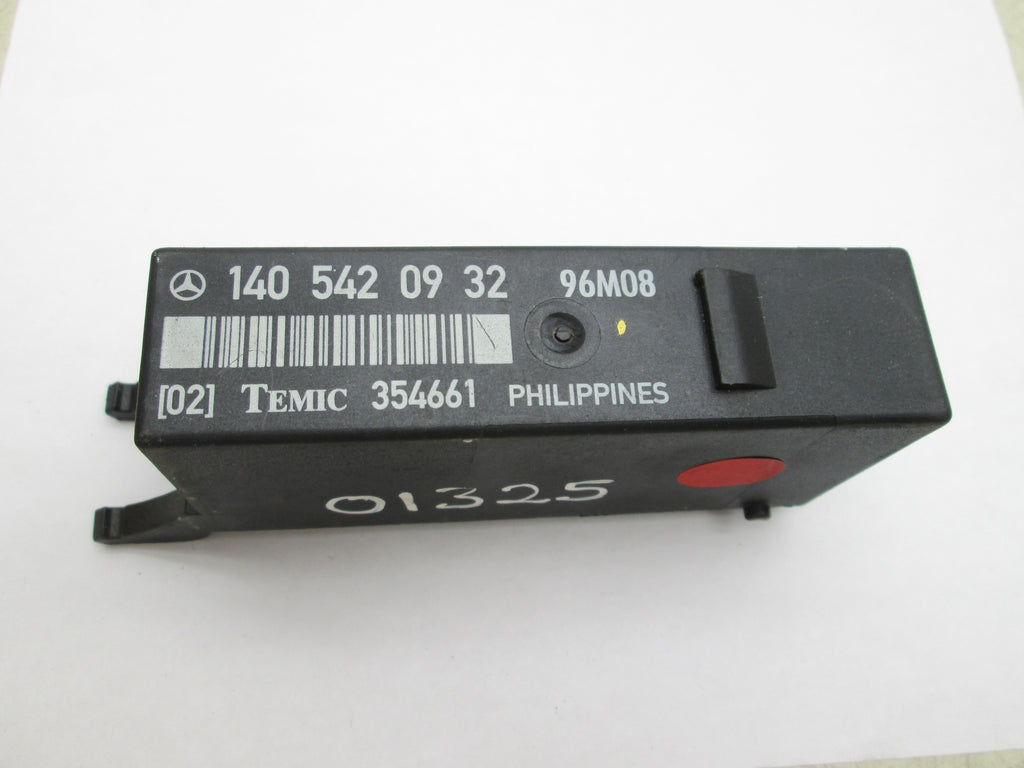 140 542 09 32 96M08
[02] TEMIC 354661 PHILIPPINES
01325